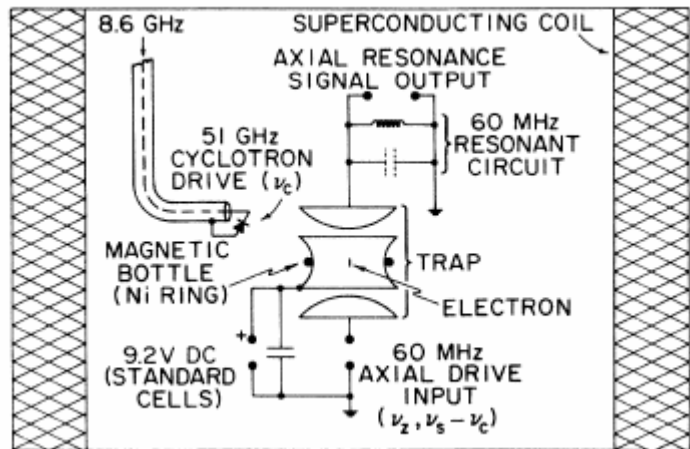 8.6 GHz
SUPERCONDUCTING COIL
AXIAL RESONANCE
SIGNAL OUTPUT
51 GHz
CYCLOTRON
DRIVE (νc)
60 MHz
RESONANT
CIRCUIT
MAGNETIC
BOTTLE
(Ni RING)
TRAP
ELECTRON
+
9.2V DC
(STANDARD
CELLS)
60 MHz
AXIAL DRIVE
INPUT
(νz, νs − νc)